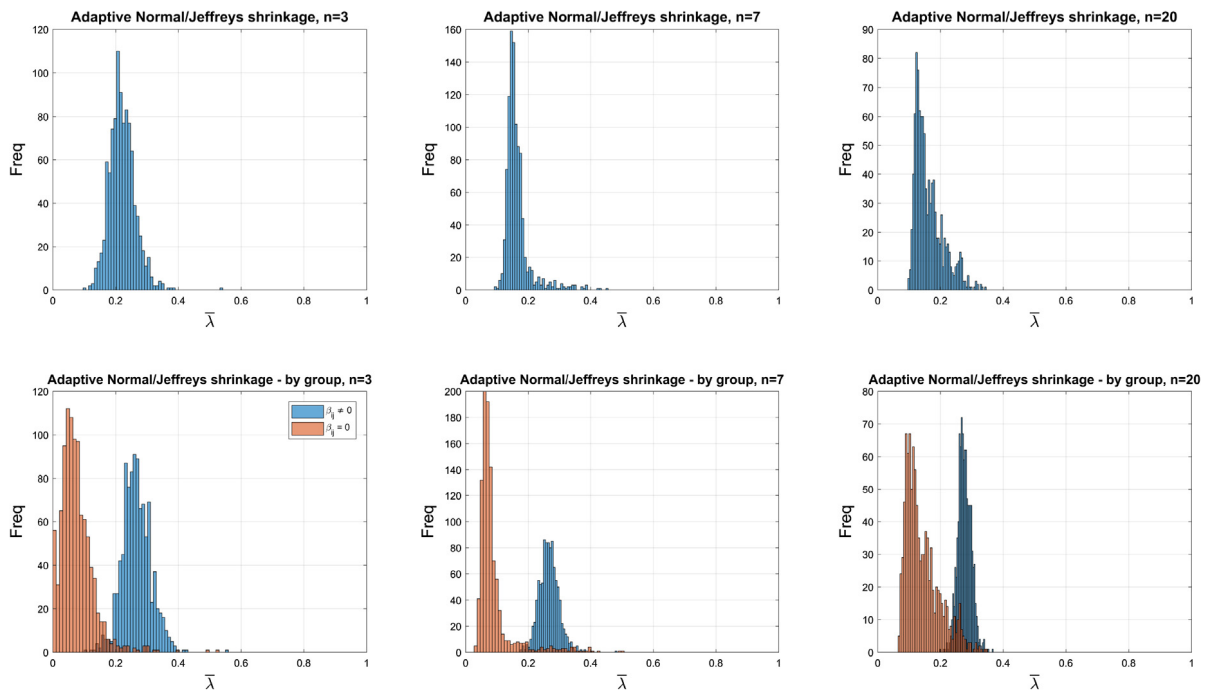 Adaptive Normal/Jeffreys shrinkage, n=3
120
100
80
60
40
20
0
Freq
0 0.2 0.4 0.6 0.8 1
λ̅
Adaptive Normal/Jeffreys shrinkage, n=7
160
140
120
100
80
60
40
20
0
Freq
0 0.2 0.4 0.6 0.8 1
λ̅
Adaptive Normal/Jeffreys shrinkage, n=20
90
80
70
60
50
40
30
20
10
0
Freq
0 0.2 0.4 0.6 0.8 1
λ̅
Adaptive Normal/Jeffreys shrinkage - by group, n=3
120
100
80
60
40
20
0
Freq
β_ij ≠ 0
β_ij = 0
0 0.2 0.4 0.6 0.8 1
λ̅
Adaptive Normal/Jeffreys shrinkage - by group, n=7
200
180
160
140
120
100
80
60
40
20
0
Freq
0 0.2 0.4 0.6 0.8 1
λ̅
Adaptive Normal/Jeffreys shrinkage - by group, n=20
80
70
60
50
40
30
20
10
0
Freq
0 0.2 0.4 0.6 0.8 1
λ̅